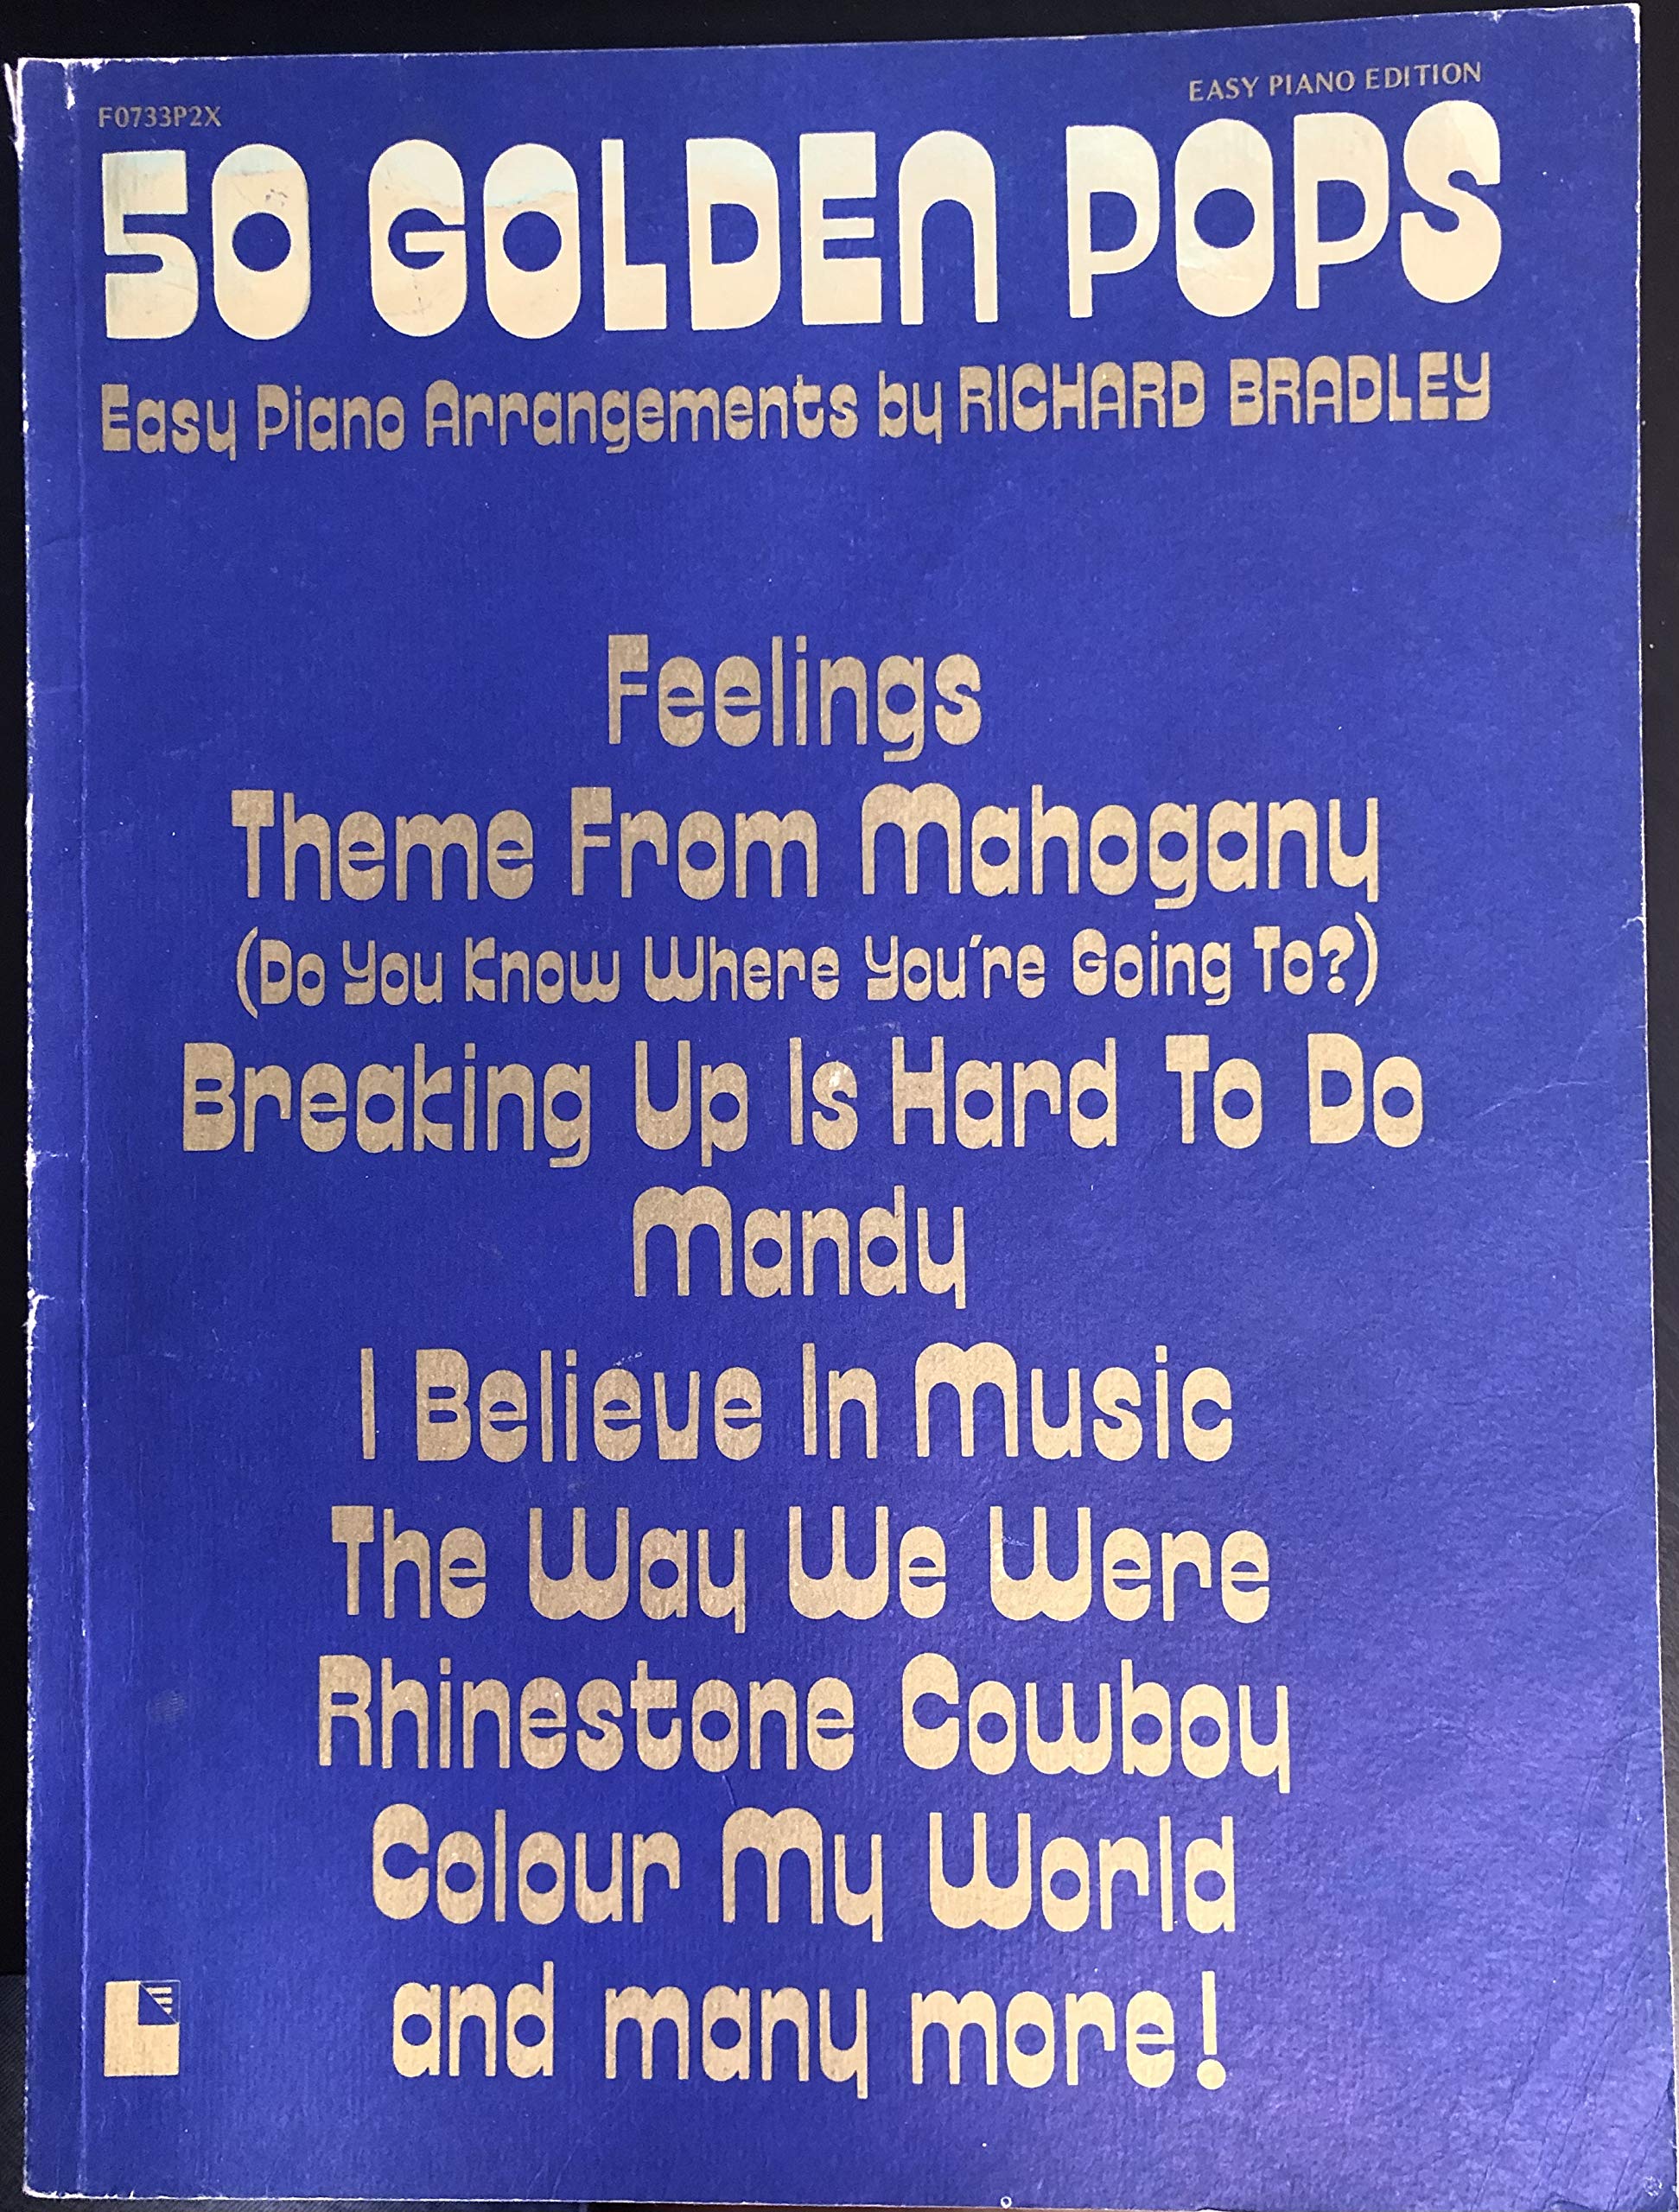 F0733P2X
EASY PIANO EDITION
50 GOLDEN POPS
Easy Piano Arrangements by RICHARD BRADLEY
Feelings
Theme From Mahogany
(Do You Know Where You're Going To?)
Breaking Up Is Hard To Do
Mandy
I Believe In Music
The Way We Were
Rhinestone Cowboy
Colour My World
and many more!